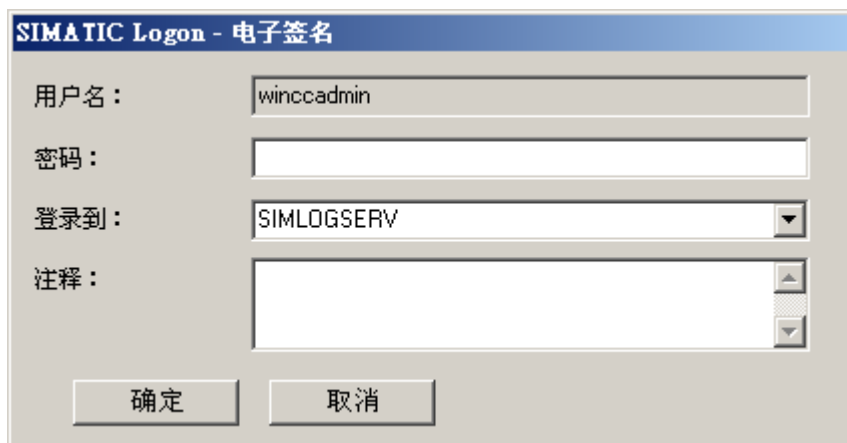 SIMATIC Logon - 电子签名
用户名： winccadmin
密码：
登录到： SIMLOGSERV
注释：
确定 取消